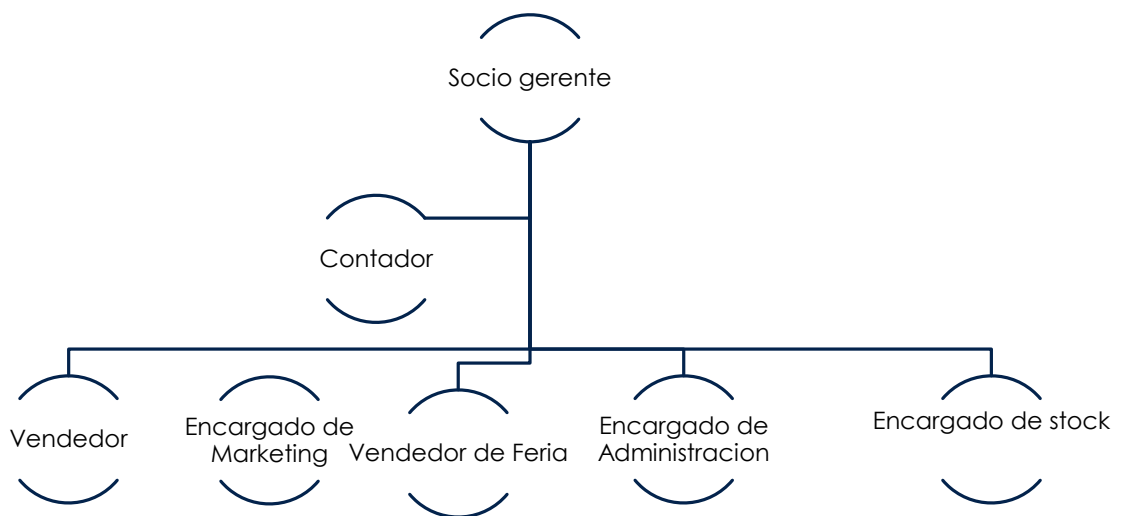 Socio gerente
Contador
Vendedor
Encargado de
Marketing
Vendedor de Feria
Encargado de
Administracion
Encargado de stock